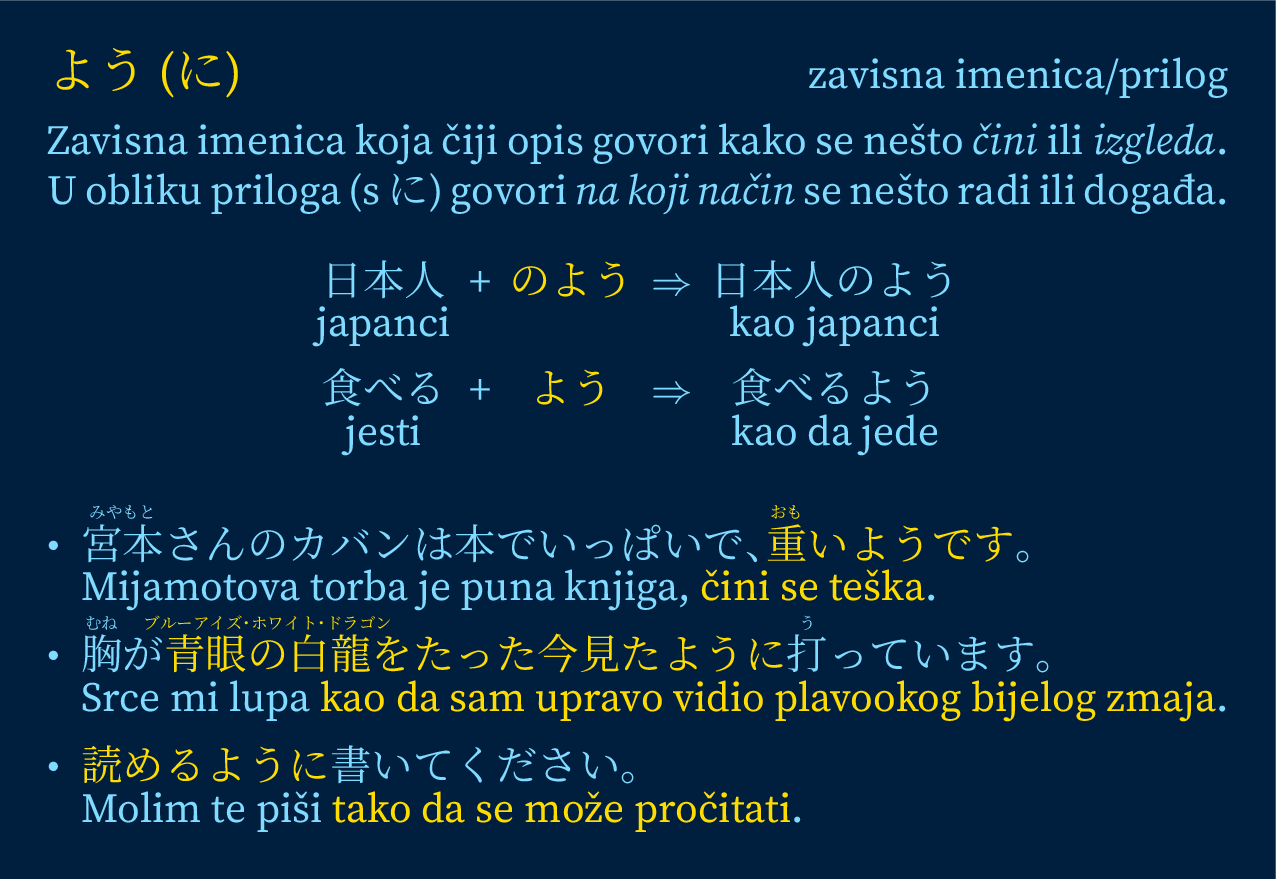 よう (に)
zavisna imenica/prilog
Zavisna imenica koja čiji opis govori kako se nešto čini ili izgleda.
U obliku priloga (s に) govori na koji način se nešto radi ili događa.
日本人 + のよう ⇒ 日本人のよう
japanci kao japanci
食べる + よう ⇒ 食べるよう
jesti kao da jede
みやもと おも
• 宮本さんのカバンは本でいっぱいで、重いようです。
Mijamotova torba je puna knjiga, čini se teška.
むね ブルーアイズ・ホワイト・ドラゴン う
• 胸が青眼の白龍をたった今見たように打っています。
Srce mi lupa kao da sam upravo vidio plavookog bijelog zmaja.
• 読めるように書いてください。
Molim te piši tako da se može pročitati.